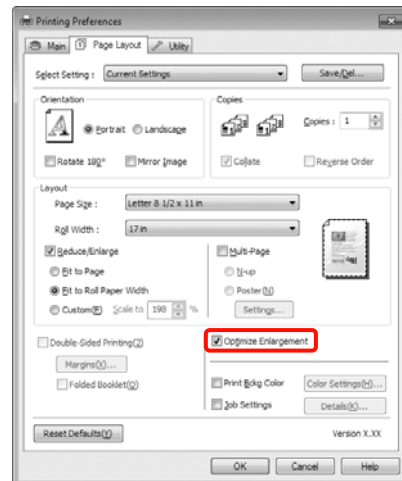 Printing Preferences
Main Page Layout Utility
Select Setting : Current Settings Save/Del...
Orientation Copies
Portrait Landscape Copies : 1
Rotate 180° Mirror Image Collate Reverse Order
Layout
Page Size : Letter 8 1/2 x 11 in
Roll Width : 17 in
Reduce/Enlarge Multi-Page
Fit to Page N-up
Fit to Roll Paper Width Poster(N)
Custom(F) Scale to 198 % Settings...
Double-Sided Printing(2) Optimize Enlargement
Margins(X)...
Folded Booklet(Q) Print Bckg Color Color Settings(H)...
Job Settings Details(K)...
Reset Defaults(Y) Version X.XX
OK Cancel Help